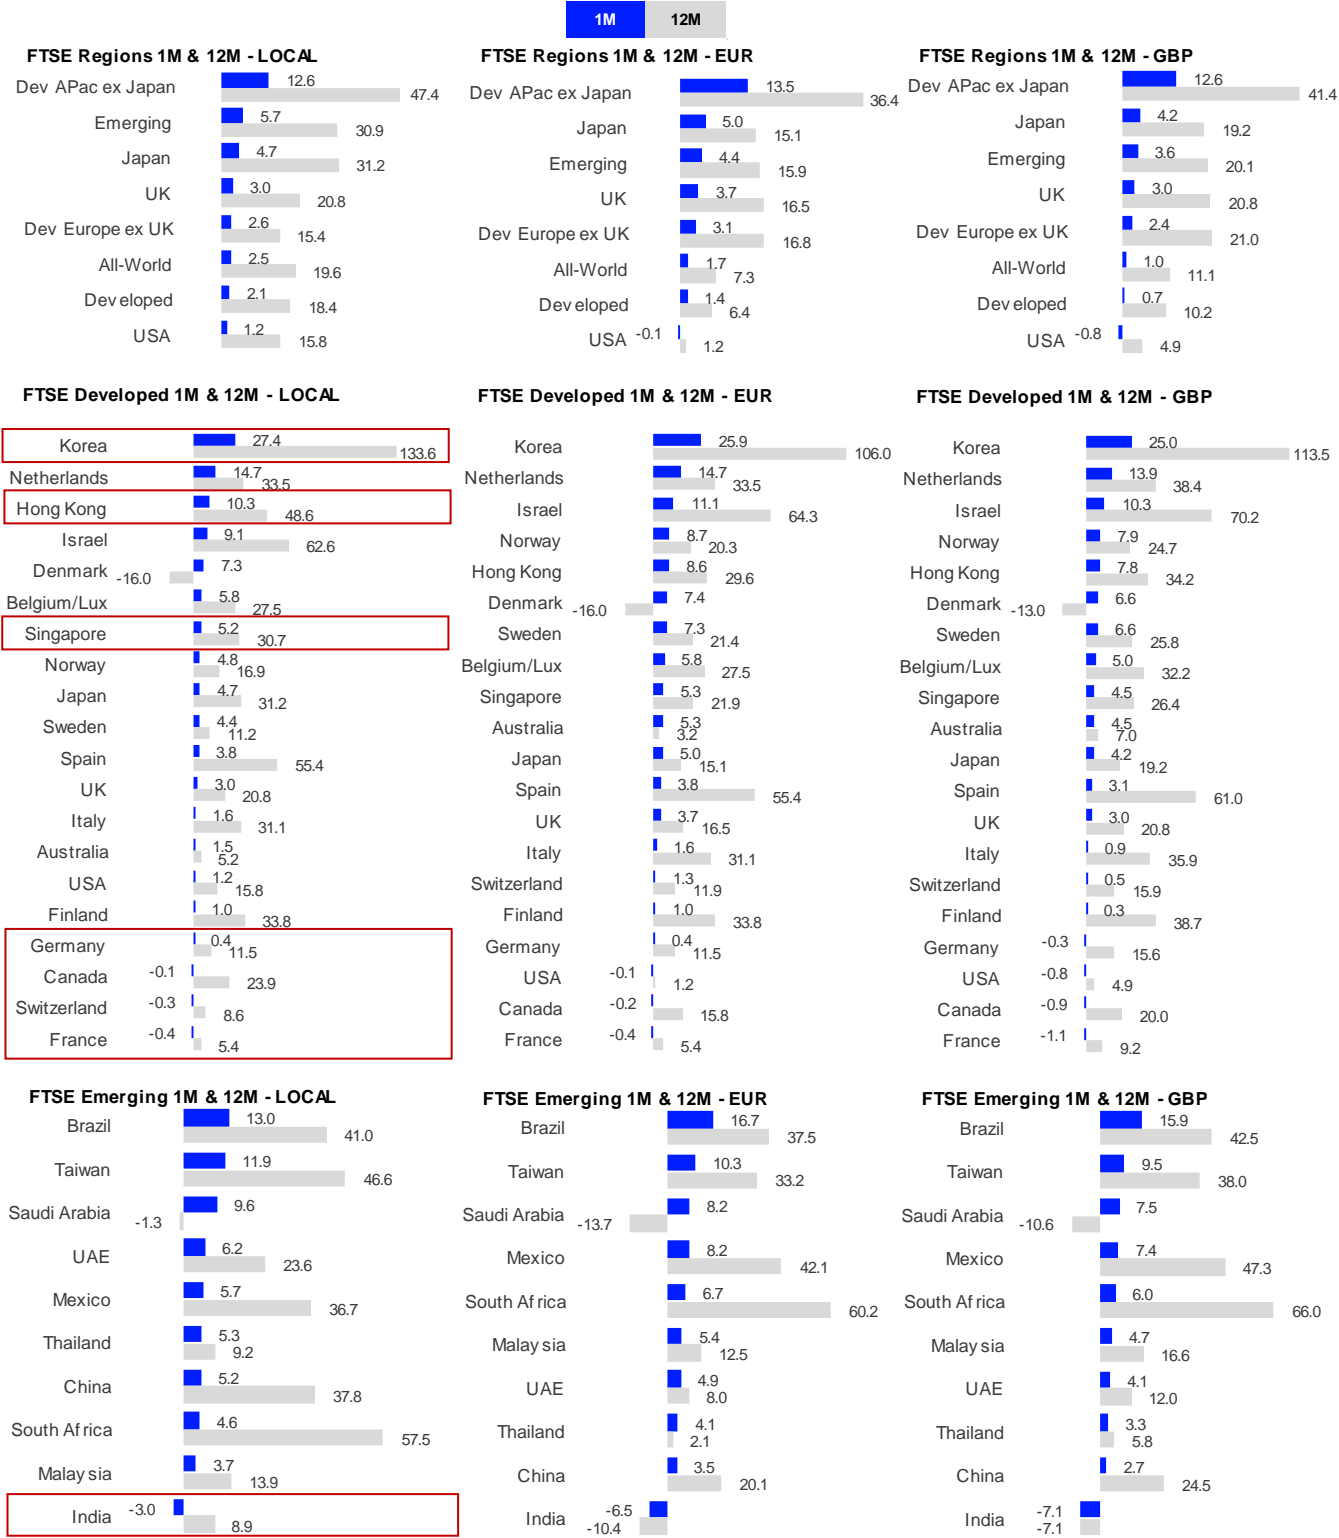 1M 12M
FTSE Regions 1M & 12M - LOCAL
Dev APac ex Japan 12.6 47.4
Emerging 5.7 30.9
Japan 4.7 31.2
UK 3.0 20.8
Dev Europe ex UK 2.6 15.4
All-World 2.5 19.6
Developed 2.1 18.4
USA 1.2 15.8
FTSE Regions 1M & 12M - EUR
Dev APac ex Japan 13.5 36.4
Japan 5.0 15.1
Emerging 4.4 15.9
UK 3.7 16.5
Dev Europe ex UK 3.1 16.8
All-World 1.7 7.3
Developed 1.4 6.4
USA -0.1 1.2
FTSE Regions 1M & 12M - GBP
Dev APac ex Japan 12.6 41.4
Japan 4.2 19.2
Emerging 3.6 20.1
UK 3.0 20.8
Dev Europe ex UK 2.4 21.0
All-World 1.0 11.1
Developed 0.7 10.2
USA -0.8 4.9
FTSE Developed 1M & 12M - LOCAL
Korea 27.4 133.6
Netherlands 14.7 33.5
Hong Kong 10.3 48.6
Israel 9.1 62.6
Denmark -16.0 7.3
Belgium/Lux 5.8 27.5
Singapore 5.2 30.7
Norway 4.8 16.9
Japan 4.7 31.2
Sweden 4.4 11.2
Spain 3.8 55.4
UK 3.0 20.8
Italy 1.6 31.1
Australia 1.5 5.2
USA 1.2 15.8
Finland 1.0 33.8
Germany 0.4 11.5
Canada -0.1 23.9
Switzerland -0.3 8.6
France -0.4 5.4
FTSE Developed 1M & 12M - EUR
Korea 25.9 106.0
Netherlands 14.7 33.5
Israel 11.1 64.3
Norway 8.7 20.3
Hong Kong 8.6 29.6
Denmark -16.0 7.4
Sweden 7.3 21.4
Belgium/Lux 5.8 27.5
Singapore 5.3 21.9
Australia 5.3 3.2
Japan 5.0 15.1
Spain 3.8 55.4
UK 3.7 16.5
Italy 1.6 31.1
Switzerland 1.3 11.9
Finland 1.0 33.8
Germany 0.4 11.5
USA -0.1 1.2
Canada -0.2 15.8
France -0.4 5.4
FTSE Developed 1M & 12M - GBP
Korea 25.0 113.5
Netherlands 13.9 38.4
Israel 10.3 70.2
Norway 7.9 24.7
Hong Kong 7.8 34.2
Denmark -13.0 6.6
Sweden 6.6 25.8
Belgium/Lux 5.0 32.2
Singapore 4.5 26.4
Australia 4.5 7.0
Japan 4.2 19.2
Spain 3.1 61.0
UK 3.0 20.8
Italy 0.9 35.9
Switzerland 0.5 15.9
Finland 0.3 38.7
Germany -0.3 15.6
USA -0.8 4.9
Canada -0.9 20.0
France -1.1 9.2
FTSE Emerging 1M & 12M - LOCAL
Brazil 13.0 41.0
Taiwan 11.9 46.6
Saudi Arabia -1.3 9.6
UAE 6.2 23.6
Mexico 5.7 36.7
Thailand 5.3 9.2
China 5.2 37.8
South Africa 4.6 57.5
Malaysia 3.7 13.9
India -3.0 8.9
FTSE Emerging 1M & 12M - EUR
Brazil 16.7 37.5
Taiwan 10.3 33.2
Saudi Arabia -13.7 8.2
Mexico 8.2 42.1
South Africa 6.7 60.2
Malaysia 5.4 12.5
UAE 4.9 8.0
Thailand 4.1 2.1
China 3.5 20.1
India -6.5 -10.4
FTSE Emerging 1M & 12M - GBP
Brazil 15.9 42.5
Taiwan 9.5 38.0
Saudi Arabia -10.6 7.5
Mexico 7.4 47.3
South Africa 6.0 66.0
Malaysia 4.7 16.6
UAE 4.1 12.0
Thailand 3.3 5.8
China 2.7 24.5
India -7.1 -7.1